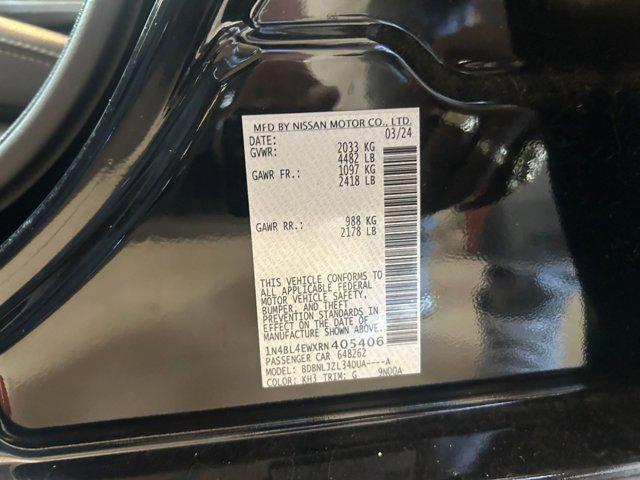 MFD BY NISSAN MOTOR CO., LTD.
DATE: 03/24
GVWR: 2033 KG
4482 LB
GAWR FR.: 1097 KG
2418 LB
GAWR RR.: 988 KG
2178 LB
THIS VEHICLE CONFORMS TO
ALL APPLICABLE FEDERAL
MOTOR VEHICLE SAFETY,
BUMPER, AND THEFT
PREVENTION STANDARDS IN
EFFECT ON THE DATE OF
MANUFACTURE SHOWN ABOVE.
1N4BL4EWXRN405406
PASSENGER CAR 648262
MODEL: BDBNLJZL34DUA----A
COLOR: KH3 TRIM: G 9N00A